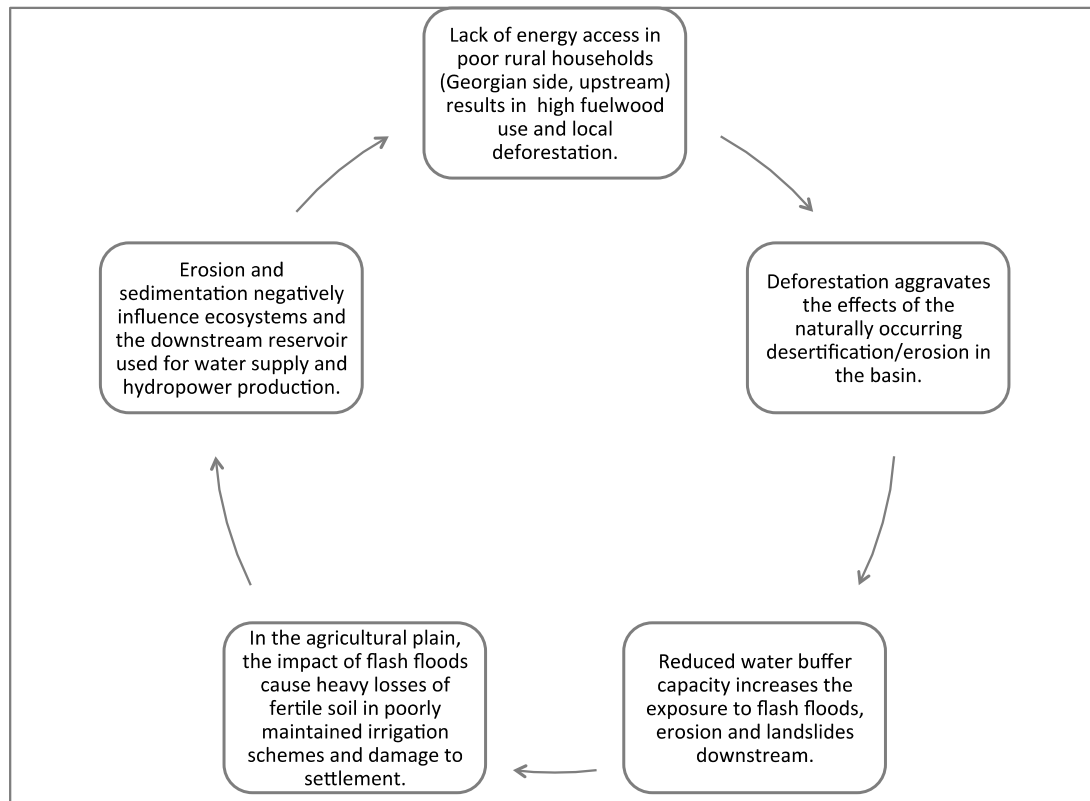 Lack of energy access in
poor rural households
(Georgian side, upstream)
results in high fuelwood
use and local
deforestation.
Deforestation aggravates
the effects of the
naturally occurring
desertification/erosion in
the basin.
Reduced water buffer
capacity increases the
exposure to flash floods,
erosion and landslides
downstream.
In the agricultural plain,
the impact of flash floods
cause heavy losses of
fertile soil in poorly
maintained irrigation
schemes and damage to
settlement.
Erosion and
sedimentation negatively
influence ecosystems and
the downstream reservoir
used for water supply and
hydropower production.